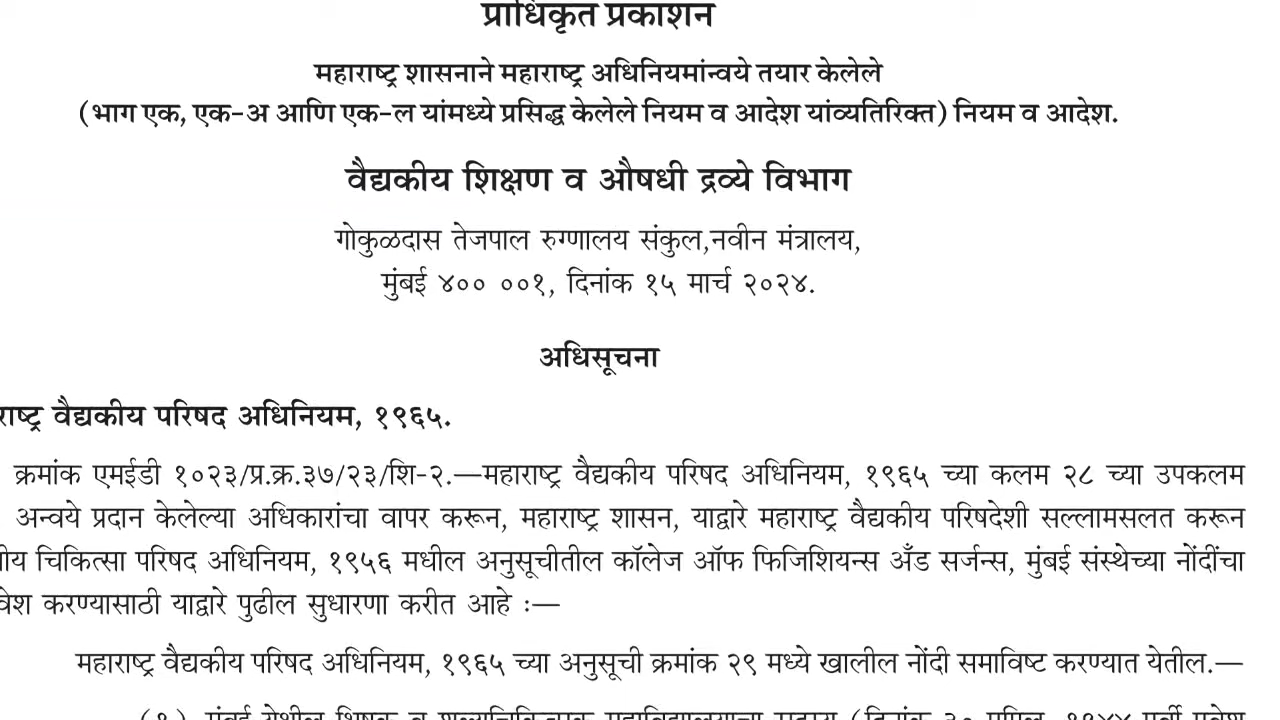 प्राधिकृत प्रकाशन
महाराष्ट्र शासनाने महाराष्ट्र अधिनियमांन्वये तयार केलेले
(भाग एक, एक-अ आणि एक-ल यांमध्ये प्रसिद्ध केलेले नियम व आदेश यांव्यतिरिक्त) नियम व आदेश.
वैद्यकीय शिक्षण व औषधी द्रव्ये विभाग
गोकुळदास तेजपाल रुग्णालय संकुल,नवीन मंत्रालय,
मुंबई ४०० ००१, दिनांक १५ मार्च २०२४.
अधिसूचना
वैद्यकीय परिषद अधिनियम, १९६५.
क्रमांक एमईडी १०२३/प्र.क्र.३७/२३/शि-२.—महाराष्ट्र वैद्यकीय परिषद अधिनियम, १९६५ च्या कलम २८ च्या उपकलम
अन्वये प्रदान केलेल्या अधिकारांचा वापर करून, महाराष्ट्र शासन, याद्वारे महाराष्ट्र वैद्यकीय परिषदेशी सल्लामसलत करून
चिकित्सा परिषद अधिनियम, १९५६ मधील अनुसूचीतील कॉलेज ऑफ फिजिशियन्स अँड सर्जन्स, मुंबई संस्थेच्या नोंदींचा
करण्यासाठी याद्वारे पुढील सुधारणा करीत आहे :—
महाराष्ट्र वैद्यकीय परिषद अधिनियम, १९६५ च्या अनुसूची क्रमांक २९ मध्ये खालील नोंदी समाविष्ट करण्यात येतील.—